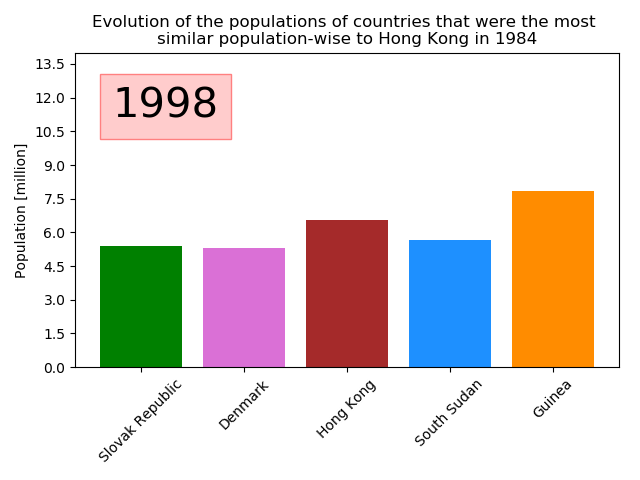 Evolution of the populations of countries that were the most
similar population-wise to Hong Kong in 1984
1998
Population [million]
13.5
12.0
10.5
9.0
7.5
6.0
4.5
3.0
1.5
0.0
Slovak Republic
Denmark
Hong Kong
South Sudan
Guinea